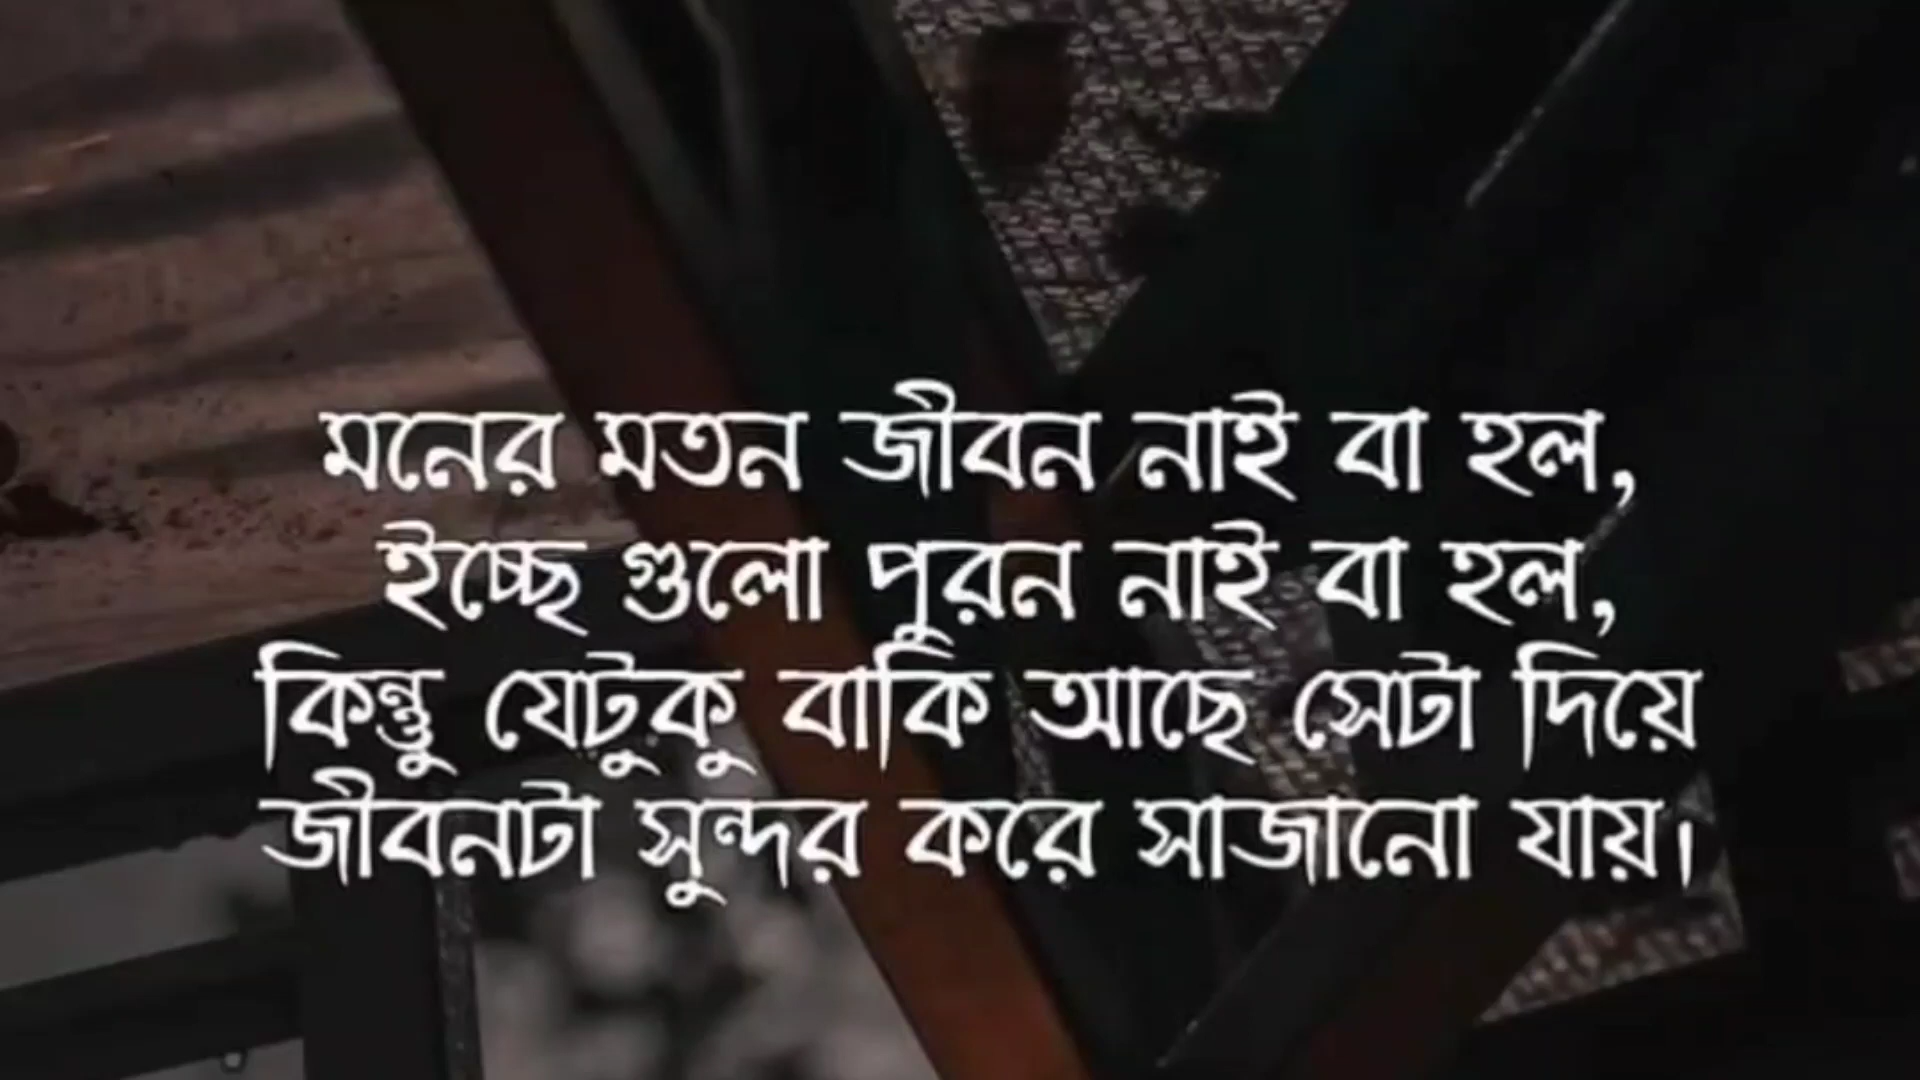 মনের মতন জীবন নাই বা হল,
ইচ্ছে গুলো পুরন নাই বা হল,
কিন্তু যেটুকু বাকি আছে সেটা দিয়ে
জীবনটা সুন্দর করে সাজানো যায়।